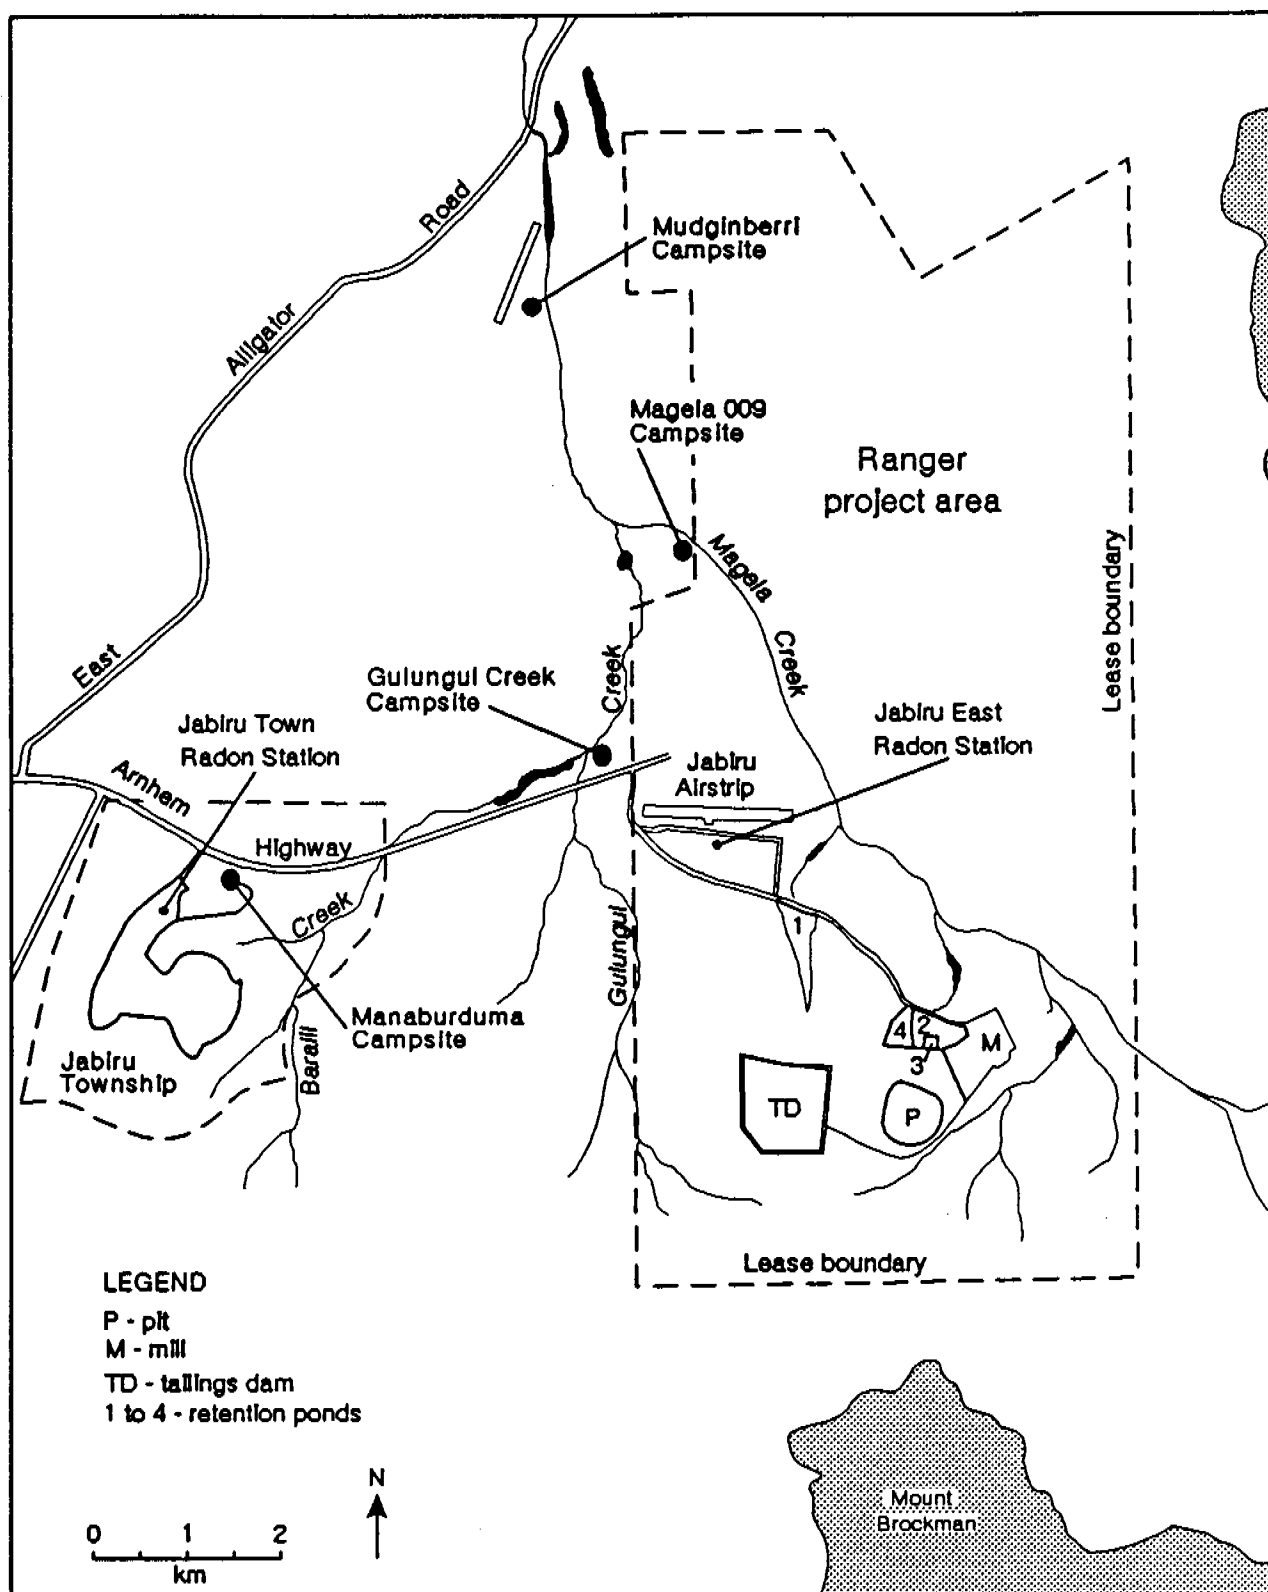 Road
Alligator
East
Mudginberri
Campsite
Magela 009
Campsite
Ranger
project area
Magela
Creek
Lease boundary
Creek
Gulungul Creek
Campsite
Jabiru Town
Radon Station
Jabiru East
Radon Station
Jabiru
Airstrip
Arnhem
Highway
Creek
Gulungul
1
4
2
3
M
Manaburduma
Campsite
Baralil
Jabiru
Township
TD
P
Lease boundary
LEGEND
P - pit
M - mill
TD - tailings dam
1 to 4 - retention ponds
N
0 1 2
km
Mount
Brockman